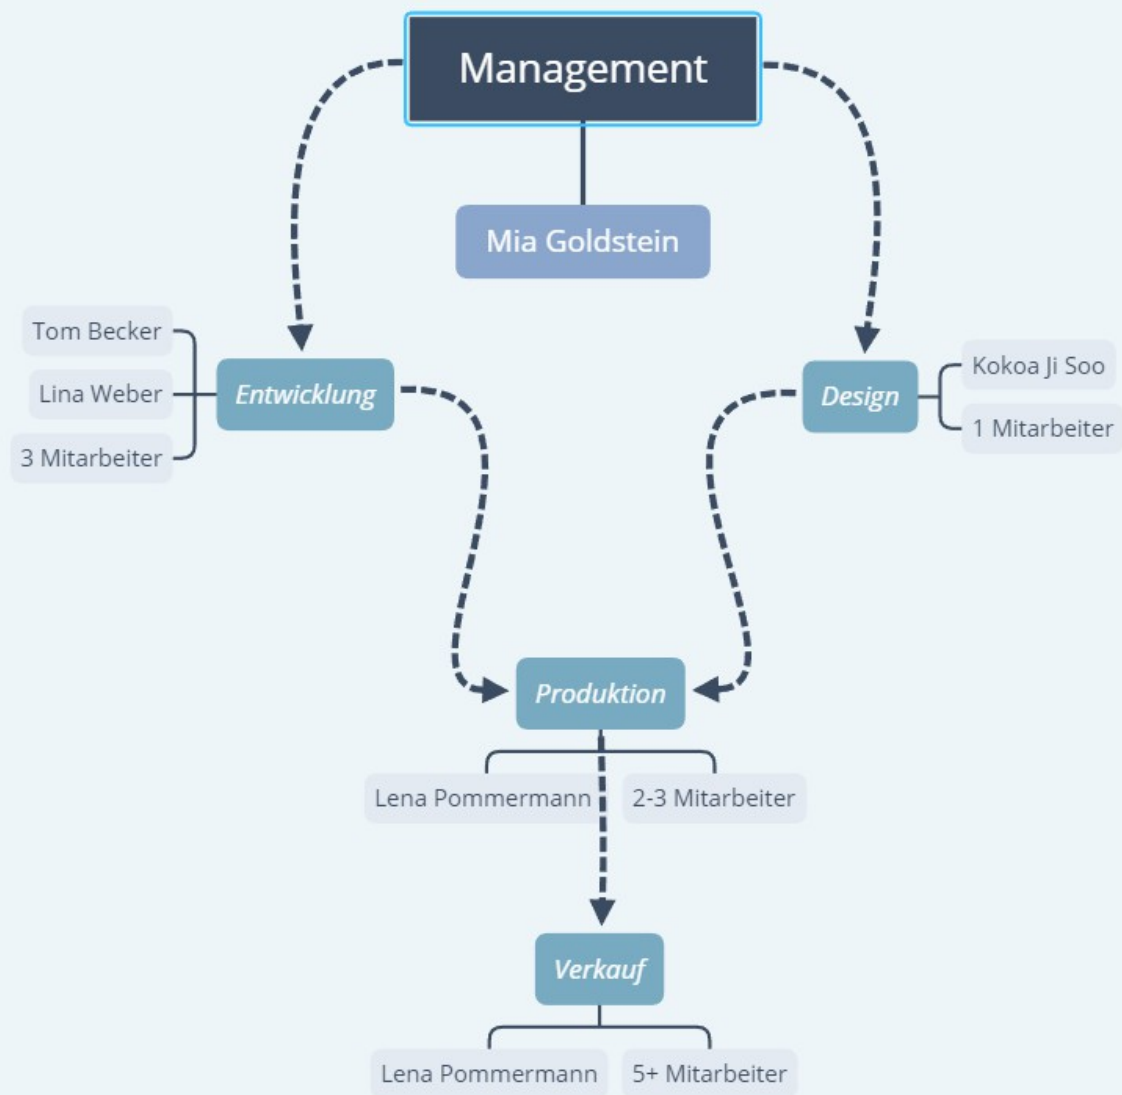 Management
Mia Goldstein
Tom Becker
Lina Weber
3 Mitarbeiter
Entwicklung
Design
Kokoa Ji Soo
1 Mitarbeiter
Produktion
Lena Pommermann
2-3 Mitarbeiter
Verkauf
Lena Pommermann
5+ Mitarbeiter